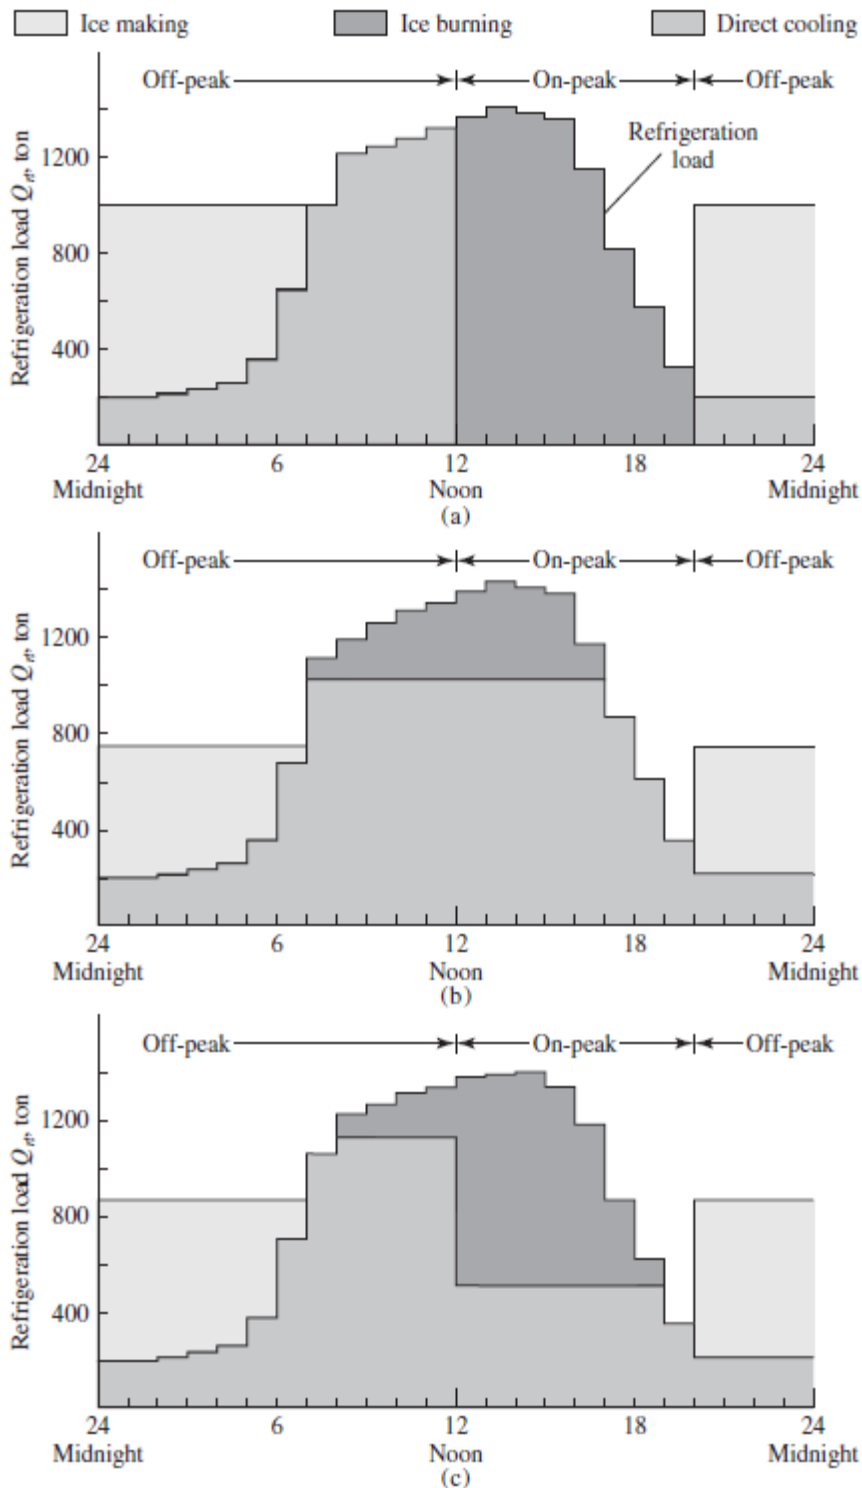 Ice making Ice burning Direct cooling
Off-peak On-peak Off-peak
Refrigeration load Q_rt, ton
1200
800
400
Refrigeration
load
24 6 12 18 24
Midnight Noon Midnight
(a)
Off-peak On-peak Off-peak
Refrigeration load Q_rt, ton
1200
800
400
24 6 12 18 24
Midnight Noon Midnight
(b)
Off-peak On-peak Off-peak
Refrigeration load Q_rt, ton
1200
800
400
24 6 12 18 24
Midnight Noon Midnight
(c)